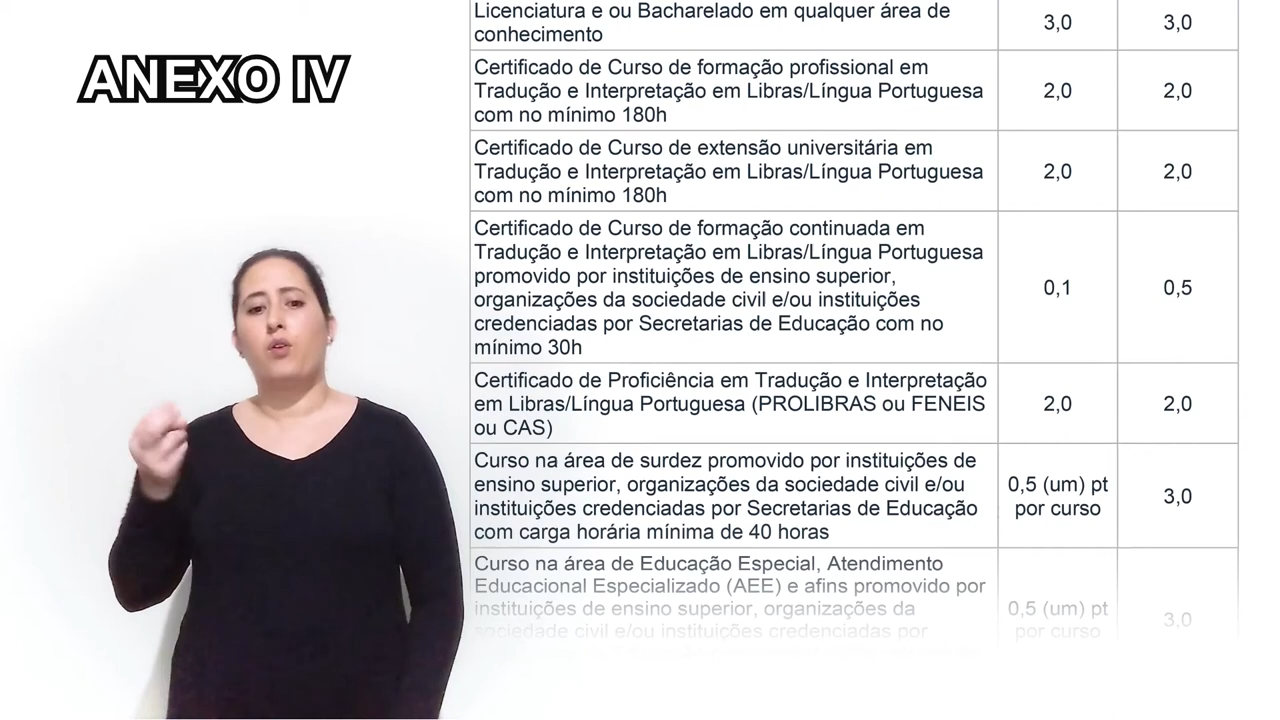 ANEXO IV
Licenciatura e ou Bacharelado em qualquer área de
conhecimento
3,0
3,0
Certificado de Curso de formação profissional em
Tradução e Interpretação em Libras/Língua Portuguesa
com no mínimo 180h
2,0
2,0
Certificado de Curso de extensão universitária em
Tradução e Interpretação em Libras/Língua Portuguesa
com no mínimo 180h
2,0
2,0
Certificado de Curso de formação continuada em
Tradução e Interpretação em Libras/Língua Portuguesa
promovido por instituições de ensino superior,
organizações da sociedade civil e/ou instituições
credenciadas por Secretarias de Educação com no
mínimo 30h
0,1
0,5
Certificado de Proficiência em Tradução e Interpretação
em Libras/Língua Portuguesa (PROLIBRAS ou FENEIS
ou CAS)
2,0
2,0
Curso na área de surdez promovido por instituições de
ensino superior, organizações da sociedade civil e/ou
instituições credenciadas por Secretarias de Educação
com carga horária mínima de 40 horas
0,5 (um) pt
por curso
3,0
Curso na área de Educação Especial, Atendimento
Educacional Especializado (AEE) e afins promovido por
instituições de ensino superior, organizações da
sociedade civil e/ou instituições credenciadas por
0,5 (um) pt
por curso
3,0